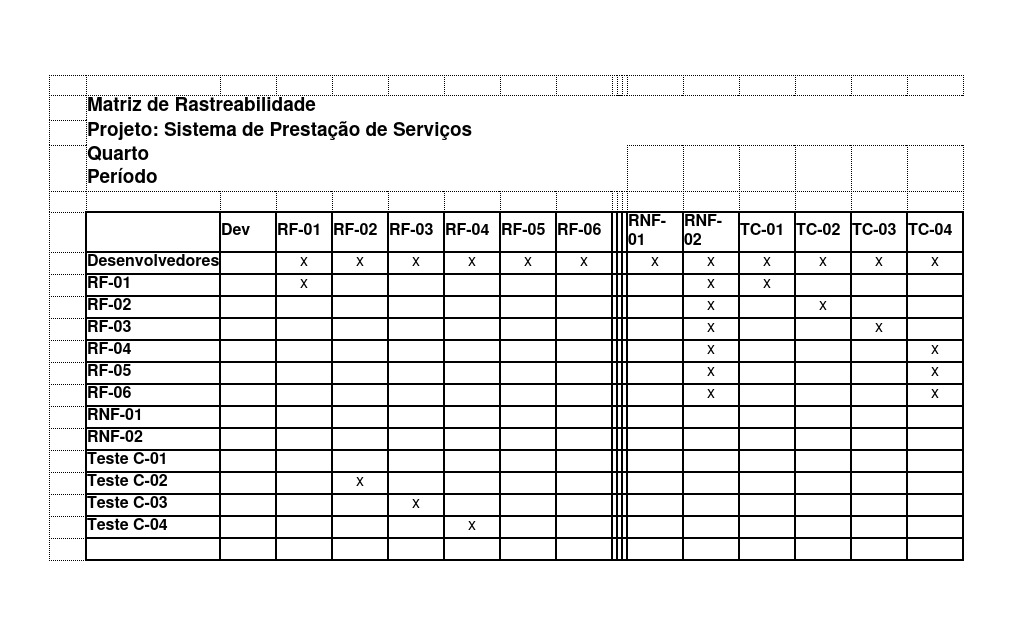 Matriz de Rastreabilidade
Projeto: Sistema de Prestação de Serviços
Quarto
Período
Dev RF-01 RF-02 RF-03 RF-04 RF-05 RF-06 RNF-01 RNF-02 TC-01 TC-02 TC-03 TC-04
Desenvolvedores x x x x x x x x x x x x
RF-01 x x x
RF-02 x x
RF-03 x x
RF-04 x x
RF-05 x x
RF-06 x x
RNF-01
RNF-02
Teste C-01
Teste C-02 x
Teste C-03 x
Teste C-04 x